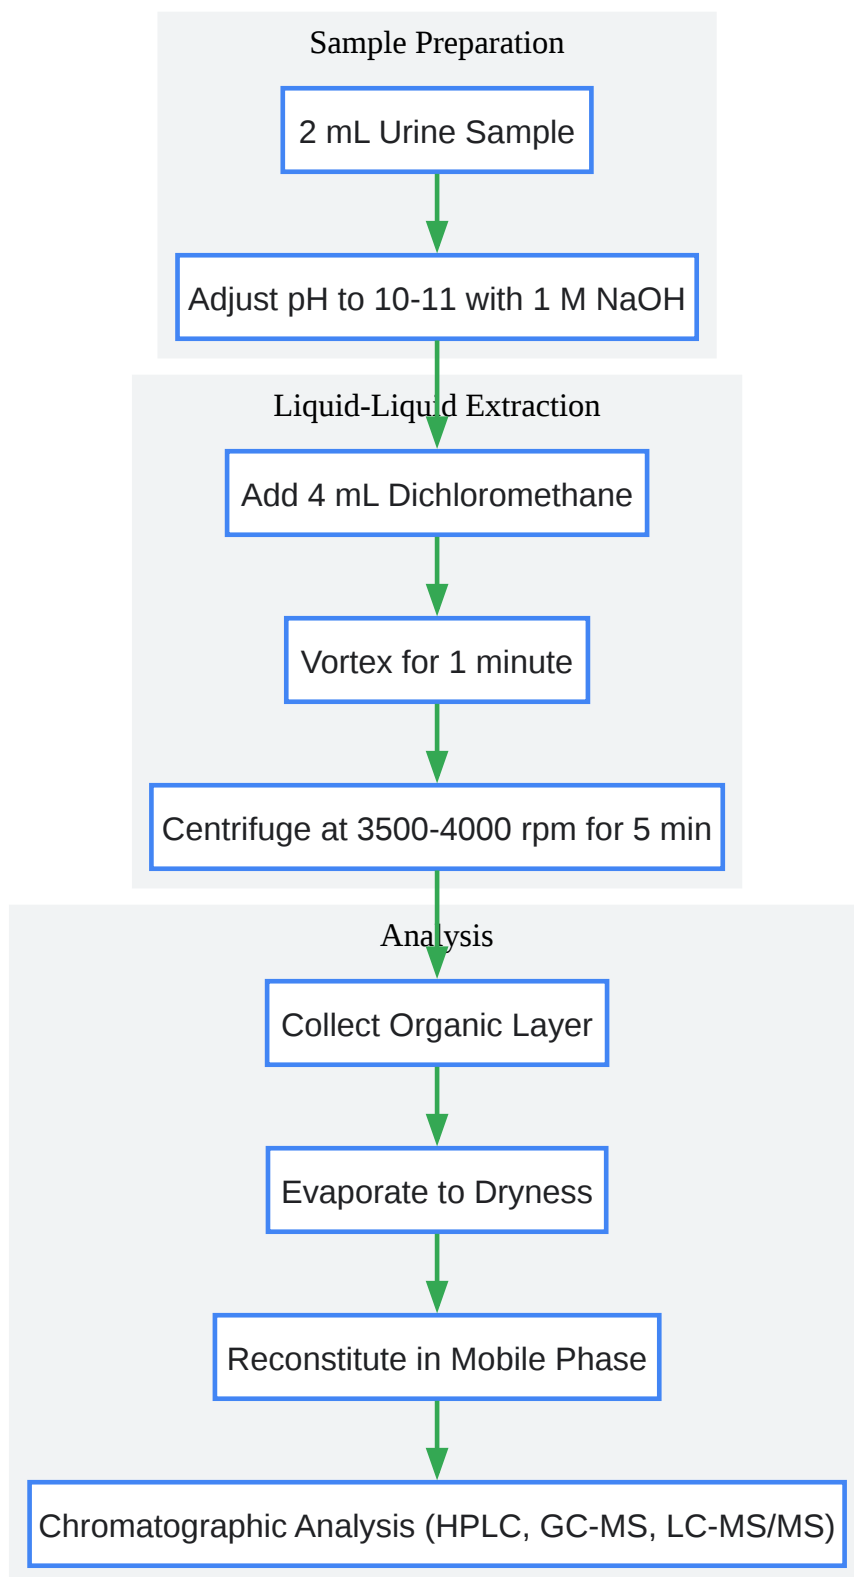 Sample Preparation
2 mL Urine Sample
Adjust pH to 10-11 with 1 M NaOH
Liquid-Liquid Extraction
Add 4 mL Dichloromethane
Vortex for 1 minute
Centrifuge at 3500-4000 rpm for 5 min
Analysis
Collect Organic Layer
Evaporate to Dryness
Reconstitute in Mobile Phase
Chromatographic Analysis (HPLC, GC-MS, LC-MS/MS)